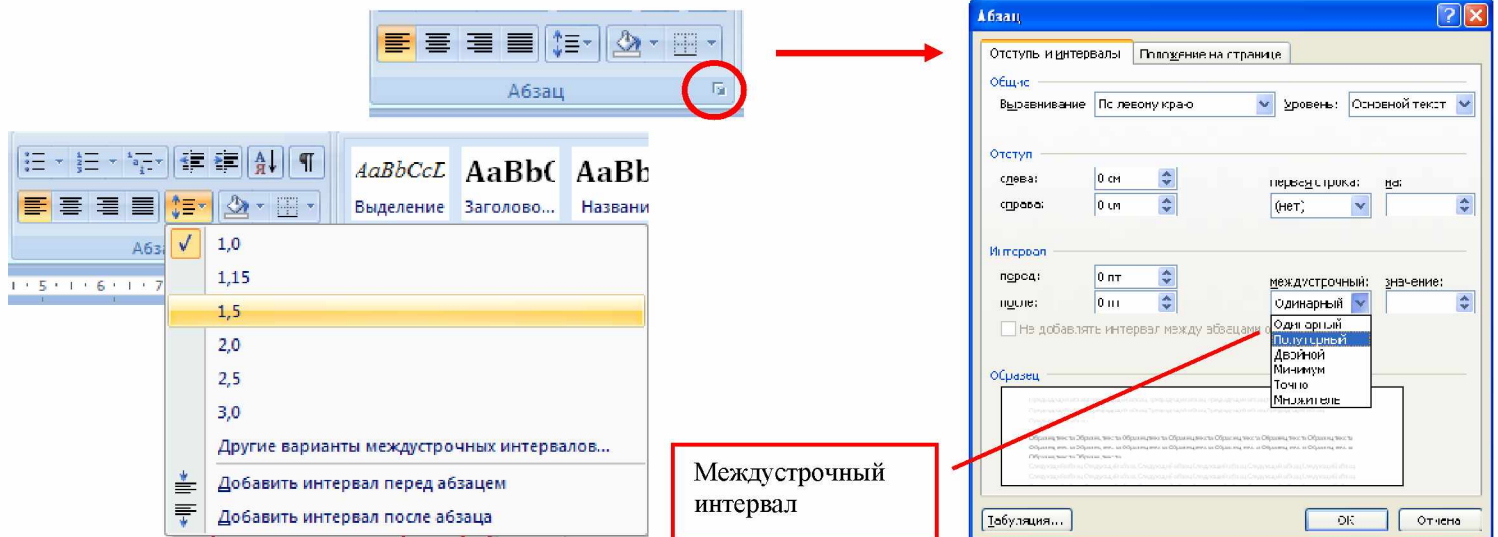 Абзац
AaBbCcL AaBbC AaBb
Выделение Заголово... Названи
Абза
5 6 7
1,0
1,15
1,5
2,0
2,5
3,0
Другие варианты междустрочных интервалов...
Добавить интервал перед абзацем
Добавить интервал после абзаца
Междустрочный
интервал
Абзац
Отступы и интервалы Положение на странице
Общие
Выравнивание По левому краю Уровень: Основной текст
Отступ
слева: 0 см первая строка: на:
справа: 0 см (нет)
Интервал
перед: 0 пт междустрочный: значение:
после: 0 пт Одинарный
Не добавлять интервал между абзацами о
Одинарный
Полуторный
Двойной
Минимум
Точно
Множитель
Образец
Табуляция... ОК Отмена